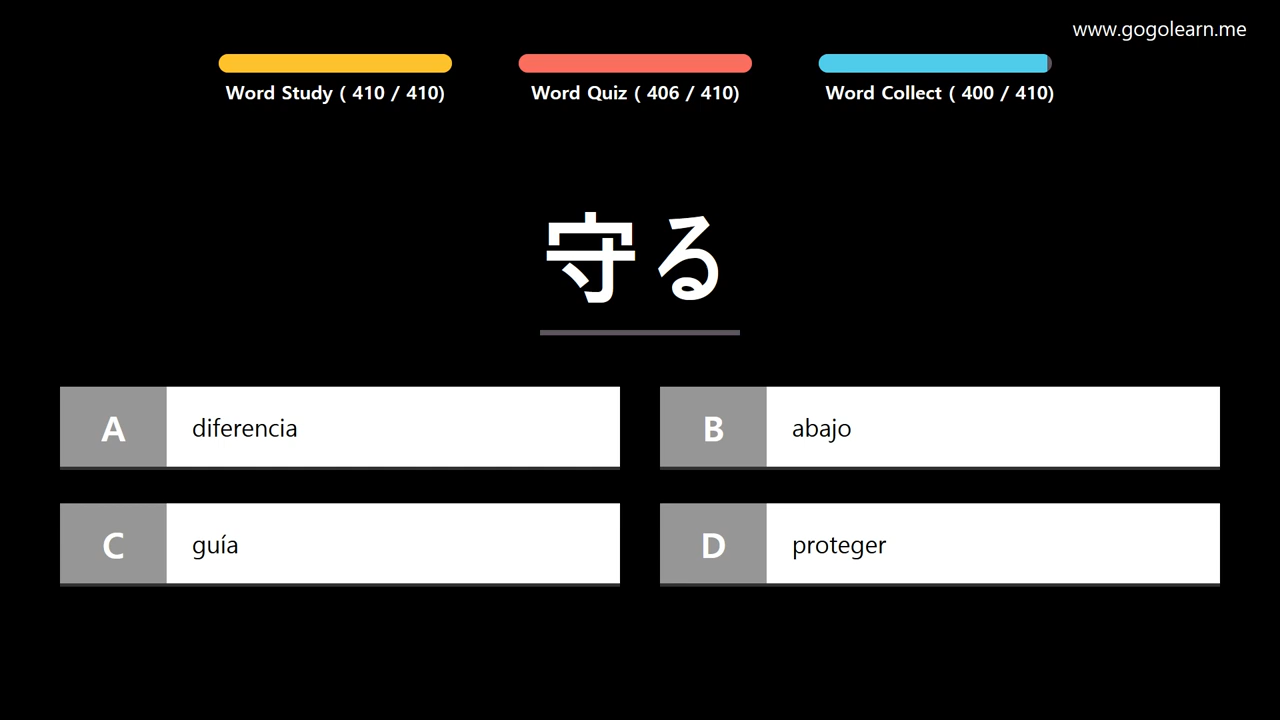 www.gogolearn.me
Word Study ( 410 / 410)
Word Quiz ( 406 / 410)
Word Collect ( 400 / 410)
守る
A diferencia
B abajo
C guía
D proteger